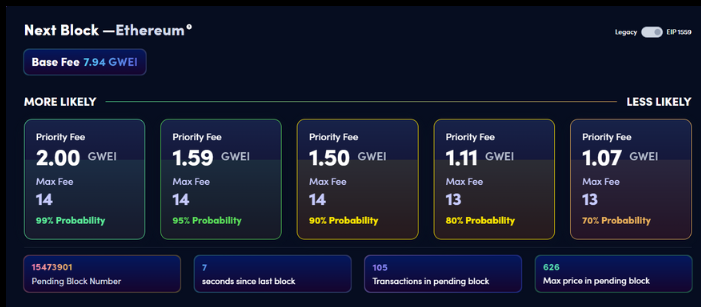 Next Block —Ethereum
Legacy EIP 1559
Base Fee 7.94 GWEI
MORE LIKELY LESS LIKELY
Priority Fee
2.00 GWEI
Max Fee
14
99% Probability
Priority Fee
1.59 GWEI
Max Fee
14
95% Probability
Priority Fee
1.50 GWEI
Max Fee
14
90% Probability
Priority Fee
1.11 GWEI
Max Fee
13
80% Probability
Priority Fee
1.07 GWEI
Max Fee
13
70% Probability
15473901
Pending Block Number
7
seconds since last block
105
Transactions in pending block
626
Max price in pending block